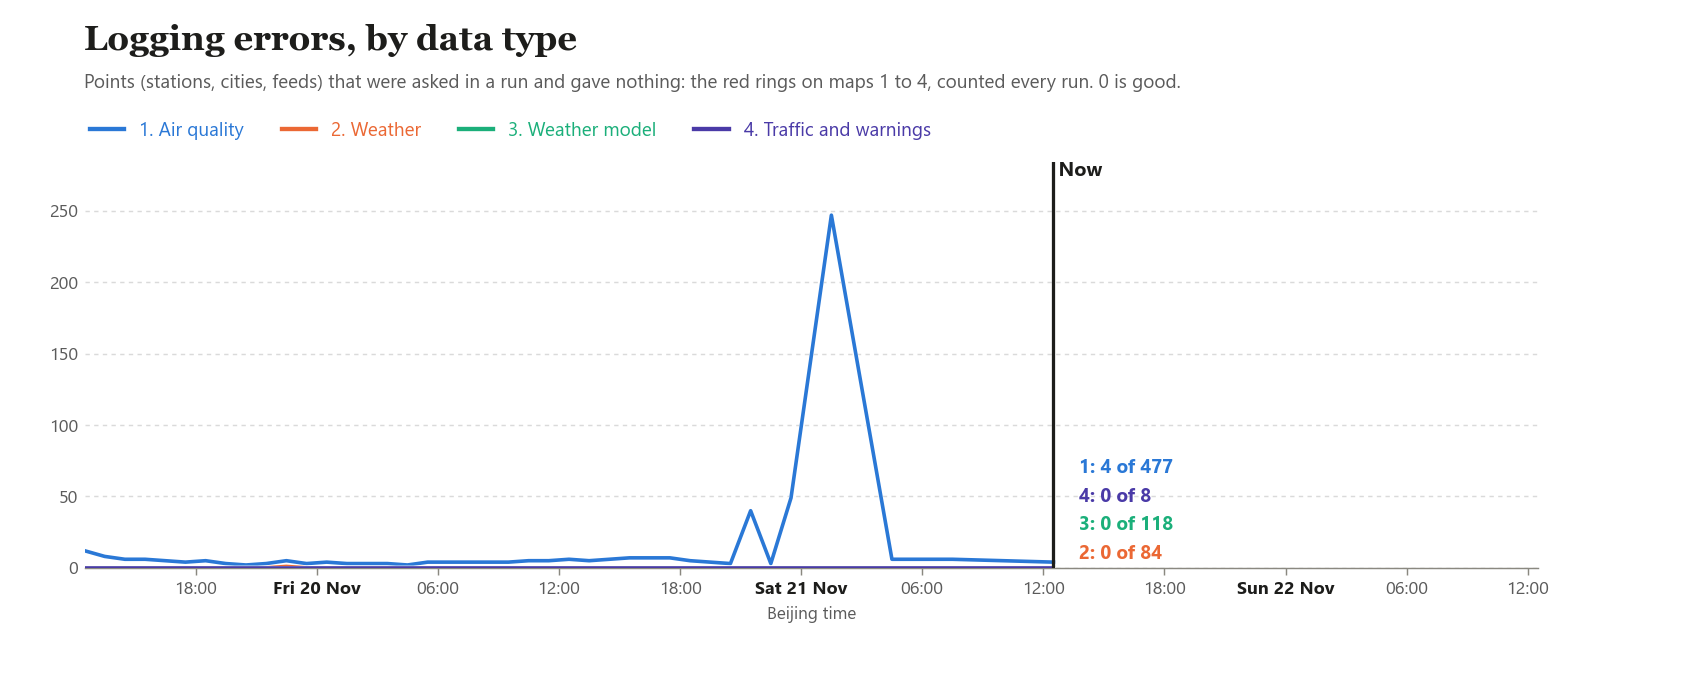 Logging errors, by data type
Points (stations, cities, feeds) that were asked in a run and gave nothing: the red rings on maps 1 to 4, counted every run. 0 is good.
1. Air quality 2. Weather 3. Weather model 4. Traffic and warnings
Now
250
200
150
100
50
0
1: 4 of 477
4: 0 of 8
3: 0 of 118
2: 0 of 84
18:00 Fri 20 Nov 06:00 12:00 18:00 Sat 21 Nov 06:00 12:00 18:00 Sun 22 Nov 06:00 12:00
Beijing time